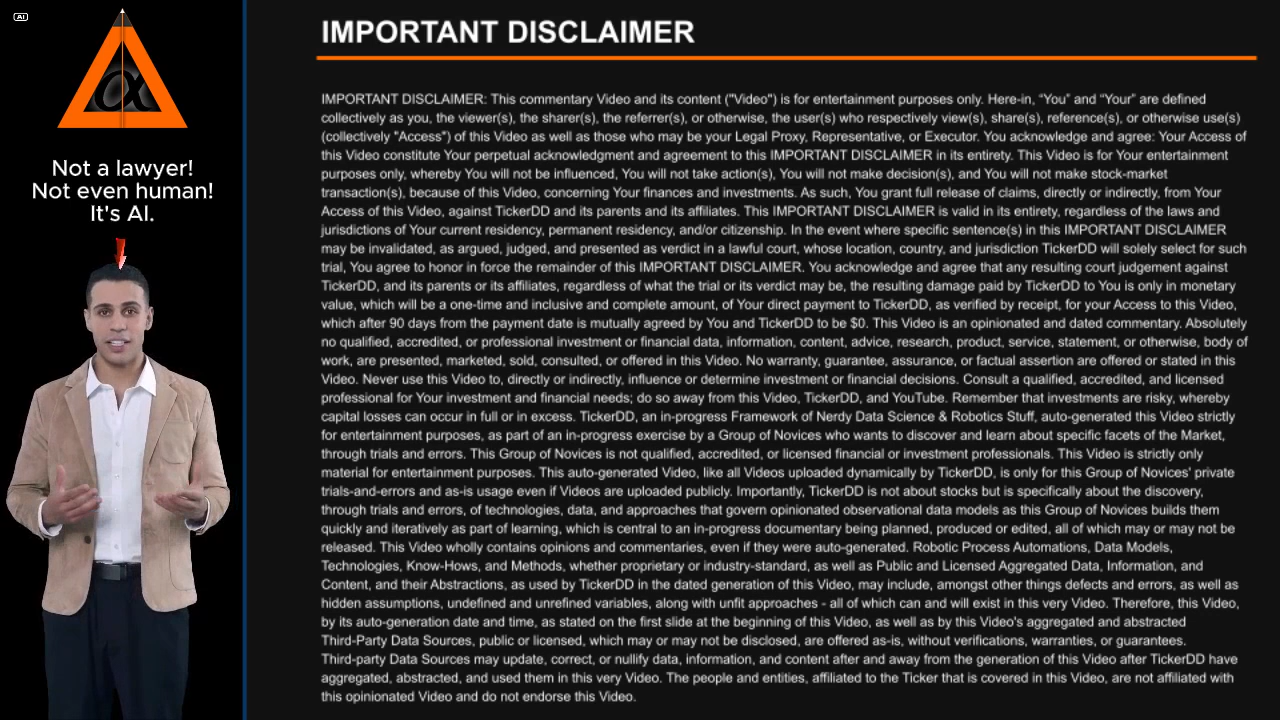 AI
α
Not a lawyer!
Not even human!
It's AI.
IMPORTANT DISCLAIMER
IMPORTANT DISCLAIMER: This commentary Video and its content ("Video") is for entertainment purposes only. Here-in, “You” and “Your” are defined
collectively as you, the viewer(s), the sharer(s), the referrer(s), or otherwise, the user(s) who respectively view(s), share(s), reference(s), or otherwise use(s)
(collectively "Access") of this Video as well as those who may be your Legal Proxy, Representative, or Executor. You acknowledge and agree: Your Access of
this Video constitute Your perpetual acknowledgment and agreement to this IMPORTANT DISCLAIMER in its entirety. This Video is for Your entertainment
purposes only, whereby You will not be influenced, You will not take action(s), You will not make decision(s), and You will not make stock-market
transaction(s), because of this Video, concerning Your finances and investments. As such, You grant full release of claims, directly or indirectly, from Your
Access of this Video, against TickerDD and its parents and its affiliates. This IMPORTANT DISCLAIMER is valid in its entirety, regardless of the laws and
jurisdictions of Your current residency, permanent residency, and/or citizenship. In the event where specific sentence(s) in this IMPORTANT DISCLAIMER
may be invalidated, as argued, judged, and presented as verdict in a lawful court, whose location, country, and jurisdiction TickerDD will solely select for such
trial, You agree to honor in force the remainder of this IMPORTANT DISCLAIMER. You acknowledge and agree that any resulting court judgement against
TickerDD, and its parents or its affiliates, regardless of what the trial or its verdict may be, the resulting damage paid by TickerDD to You is only in monetary
value, which will be a one-time and inclusive and complete amount, of Your direct payment to TickerDD, as verified by receipt, for your Access to this Video,
which after 90 days from the payment date is mutually agreed by You and TickerDD to be $0. This Video is an opinionated and dated commentary. Absolutely
no qualified, accredited, or professional investment or financial data, information, content, advice, research, product, service, statement, or otherwise, body of
work, are presented, marketed, sold, consulted, or offered in this Video. No warranty, guarantee, assurance, or factual assertion are offered or stated in this
Video. Never use this Video to, directly or indirectly, influence or determine investment or financial decisions. Consult a qualified, accredited, and licensed
professional for Your investment and financial needs; do so away from this Video, TickerDD, and YouTube. Remember that investments are risky, whereby
capital losses can occur in full or in excess. TickerDD, an in-progress Framework of Nerdy Data Science & Robotics Stuff, auto-generated this Video strictly
for entertainment purposes, as part of an in-progress exercise by a Group of Novices who wants to discover and learn about specific facets of the Market,
through trials and errors. This Group of Novices is not qualified, accredited, or licensed financial or investment professionals. This Video is strictly only
material for entertainment purposes. This auto-generated Video, like all Videos uploaded dynamically by TickerDD, is only for this Group of Novices' private
trials-and-errors and as-is usage even if Videos are uploaded publicly. Importantly, TickerDD is not about stocks but is specifically about the discovery,
through trials and errors, of technologies, data, and approaches that govern opinionated observational data models as this Group of Novices builds them
quickly and iteratively as part of learning, which is central to an in-progress documentary being planned, produced or edited, all of which may or may not be
released. This Video wholly contains opinions and commentaries, even if they were auto-generated. Robotic Process Automations, Data Models,
Technologies, Know-Hows, and Methods, whether proprietary or industry-standard, as well as Public and Licensed Aggregated Data, Information, and
Content, and their Abstractions, as used by TickerDD in the dated generation of this Video, may include, amongst other things defects and errors, as well as
hidden assumptions, undefined and unrefined variables, along with unfit approaches - all of which can and will exist in this very Video. Therefore, this Video,
by its auto-generation date and time, as stated on the first slide at the beginning of this Video, as well as by this Video's aggregated and abstracted
Third-Party Data Sources, public or licensed, which may or may not be disclosed, are offered as-is, without verifications, warranties, or guarantees.
Third-party Data Sources may update, correct, or nullify data, information, and content after and away from the generation of this Video after TickerDD have
aggregated, abstracted, and used them in this very Video. The people and entities, affiliated to the Ticker that is covered in this Video, are not affiliated with
this opinionated Video and do not endorse this Video.